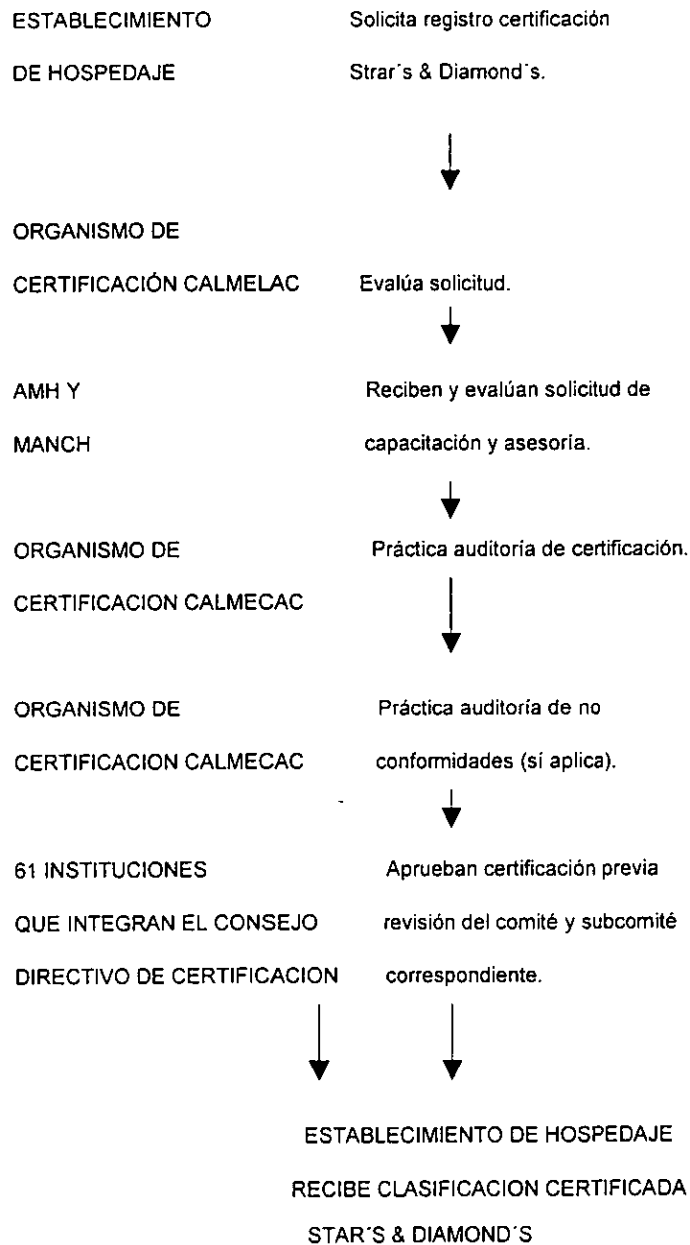 ESTABLECIMIENTO Solicita registro certificación
DE HOSPEDAJE Strar´s & Diamond´s.
ORGANISMO DE
CERTIFICACIÓN CALMELAC Evalúa solicitud.
AMH Y Reciben y evalúan solicitud de
MANCH capacitación y asesoría.
ORGANISMO DE Práctica auditoría de certificación.
CERTIFICACION CALMECAC
ORGANISMO DE Práctica auditoría de no
CERTIFICACION CALMECAC conformidades (sí aplica).
61 INSTITUCIONES Aprueban certificación previa
QUE INTEGRAN EL CONSEJO revisión del comité y subcomité
DIRECTIVO DE CERTIFICACION correspondiente.
ESTABLECIMIENTO DE HOSPEDAJE
RECIBE CLASIFICACION CERTIFICADA
STAR´S & DIAMOND´S